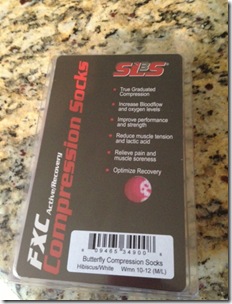 SLS
FXC
Active/Recovery
Compression Socks
• True Graduated
Compression
• Increase Bloodflow
and oxygen levels
• Improve performance
and strength
• Reduce muscle tension
and lactic acid
• Relieve pain and
muscle soreness
• Optimize Recovery
Butterfly Compression Socks
Hibiscus/White Wmn 10-12 (M/L)